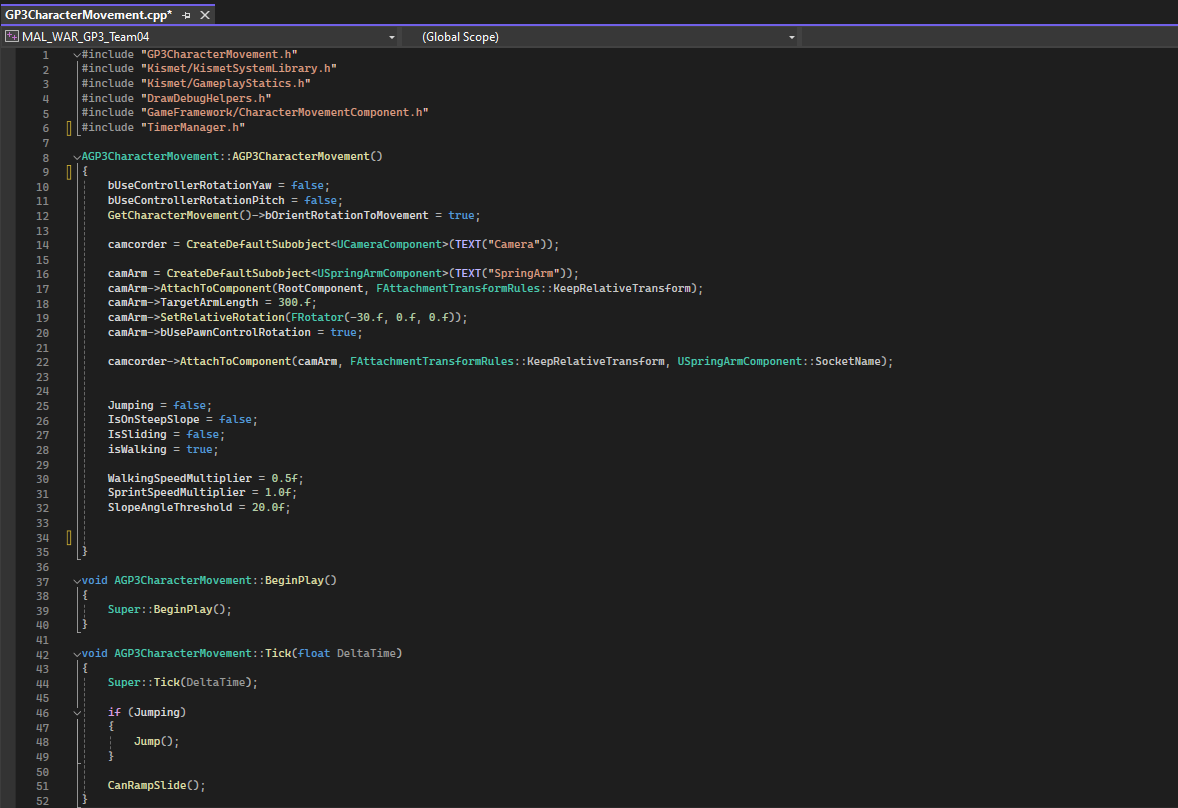 GP3CharacterMovement.cpp*
MAL_WAR_GP3_Team04 (Global Scope)
1 #include "GP3CharacterMovement.h"
2 #include "Kismet/KismetSystemLibrary.h"
3 #include "Kismet/GameplayStatics.h"
4 #include "DrawDebugHelpers.h"
5 #include "GameFramework/CharacterMovementComponent.h"
6 #include "TimerManager.h"
7
8 AGP3CharacterMovement::AGP3CharacterMovement()
9 {
10 bUseControllerRotationYaw = false;
11 bUseControllerRotationPitch = false;
12 GetCharacterMovement()->bOrientRotationToMovement = true;
13
14 camcorder = CreateDefaultSubobject<UCameraComponent>(TEXT("Camera"));
15
16 camArm = CreateDefaultSubobject<USpringArmComponent>(TEXT("SpringArm"));
17 camArm->AttachToComponent(RootComponent, FAttachmentTransformRules::KeepRelativeTransform);
18 camArm->TargetArmLength = 300.f;
19 camArm->SetRelativeRotation(FRotator(-30.f, 0.f, 0.f));
20 camArm->bUsePawnControlRotation = true;
21
22 camcorder->AttachToComponent(camArm, FAttachmentTransformRules::KeepRelativeTransform, USpringArmComponent::SocketName);
23
24
25 Jumping = false;
26 IsOnSteepSlope = false;
27 IsSliding = false;
28 isWalking = true;
29
30 WalkingSpeedMultiplier = 0.5f;
31 SprintSpeedMultiplier = 1.0f;
32 SlopeAngleThreshold = 20.0f;
33
34
35 }
36
37 void AGP3CharacterMovement::BeginPlay()
38 {
39 Super::BeginPlay();
40 }
41
42 void AGP3CharacterMovement::Tick(float DeltaTime)
43 {
44 Super::Tick(DeltaTime);
45
46 if (Jumping)
47 {
48 Jump();
49 }
50
51 CanRampSlide();
52 }